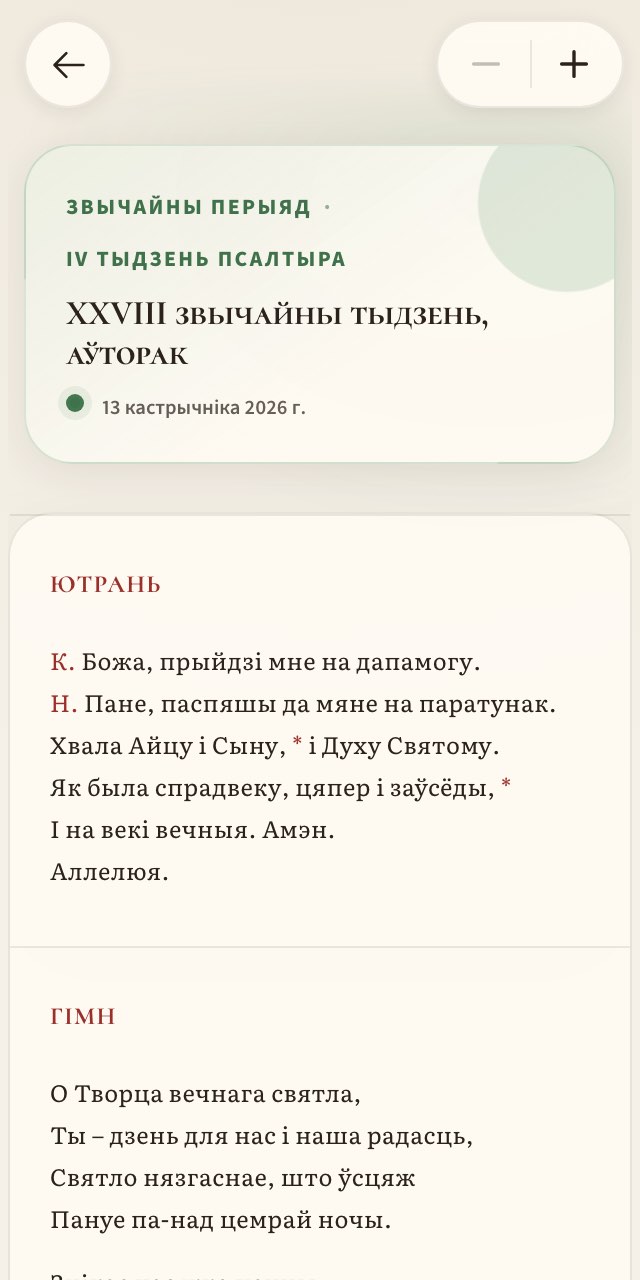 ЗВЫЧАЙНЫ ПЕРЫЯД ·
IV ТЫДЗЕНЬ ПСАЛТЫРА
XXVIII ЗВЫЧАЙНЫ ТЫДЗЕНЬ,
АЎТОРАК
13 кастрычніка 2026 г.
ЮТРАНЬ
К. Божа, прыйдзі мне на дапамогу.
Н. Пане, паспяшы да мяне на паратунак.
Хвала Айцу і Сыну, * і Духу Святому.
Як была спрадвеку, цяпер і заўсёды, *
І на векі вечныя. Амэн.
Аллелюя.
ГІМН
О Творца вечнага святла,
Ты – дзень для нас і наша радасць,
Святло нязгаснае, што ўсцяж
Пануе па-над цемрай ночы.